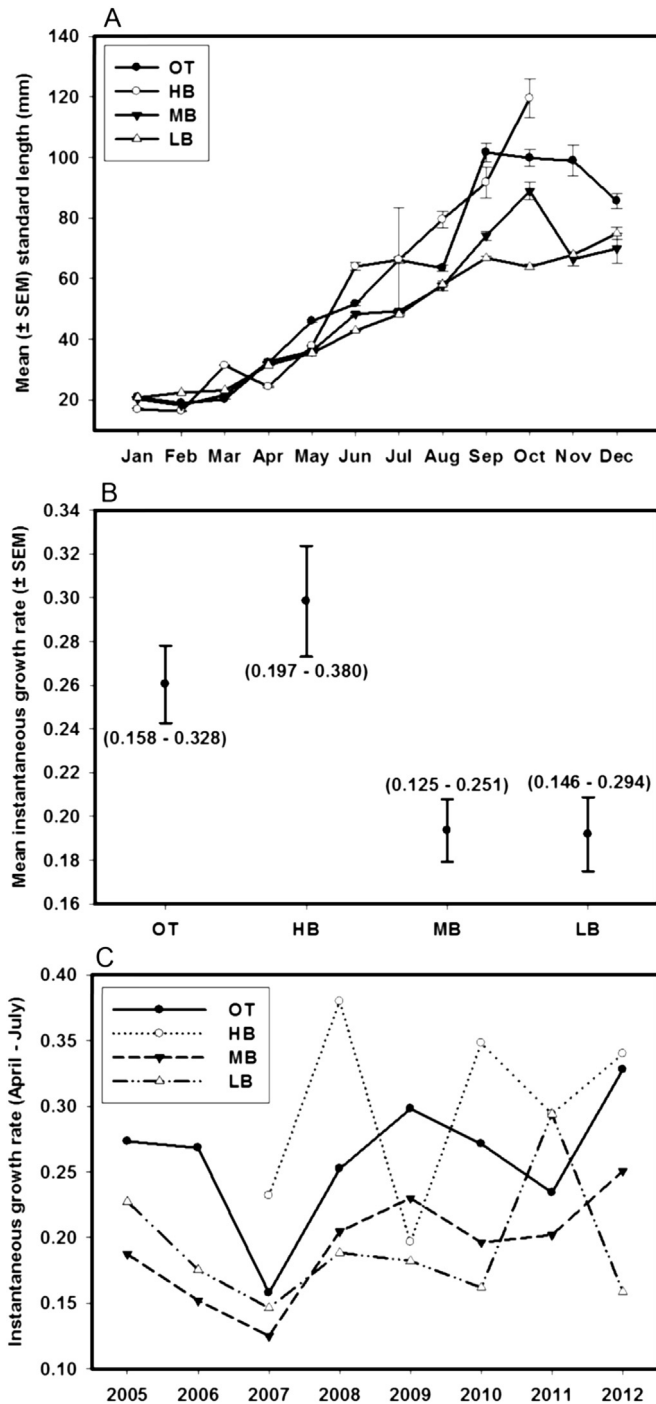 A
Mean (± SEM) standard length (mm)
140
120
100
80
60
40
20
OT
HB
MB
LB
Jan Feb Mar Apr May Jun Jul Aug Sep Oct Nov Dec
B
Mean instantaneous growth rate (± SEM)
0.34
0.32
0.30
0.28
0.26
0.24
0.22
0.20
0.18
0.16
(0.158 - 0.328)
(0.197 - 0.380)
(0.125 - 0.251)
(0.146 - 0.294)
OT HB MB LB
C
Instantaneous growth rate (April - July)
0.40
0.35
0.30
0.25
0.20
0.15
0.10
OT
HB
MB
LB
2005 2006 2007 2008 2009 2010 2011 2012